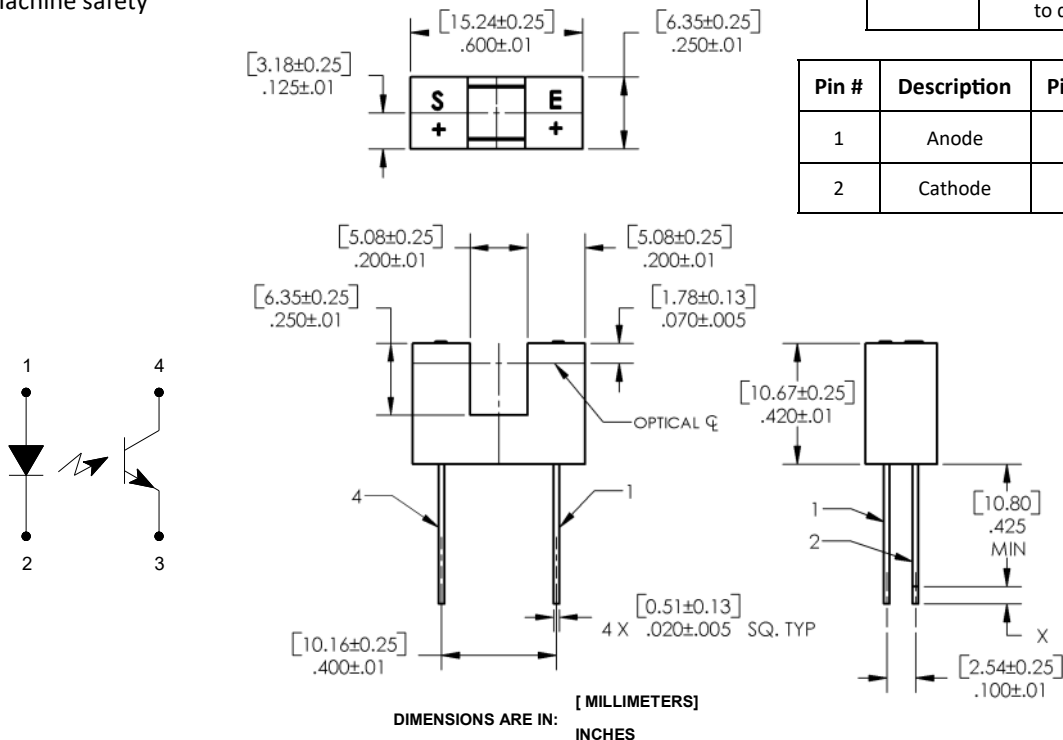 machine safety
to
Pin # Description
1 Anode
2 Cathode
[15.24±0.25]
.600±.01
[6.35±0.25]
.250±.01
[3.18±0.25]
.125±.01
S E
+ +
[5.08±0.25]
.200±.01
[5.08±0.25]
.200±.01
[6.35±0.25]
.250±.01
[1.78±0.13]
.070±.005
OPTICAL ℄
[10.67±0.25]
.420±.01
1 4
2 3
4
1
1
2
[10.80]
.425
MIN
X
[0.51±0.13]
4 X .020±.005 SQ. TYP
[10.16±0.25]
.400±.01
[2.54±0.25]
.100±.01
[ MILLIMETERS]
DIMENSIONS ARE IN:
INCHES